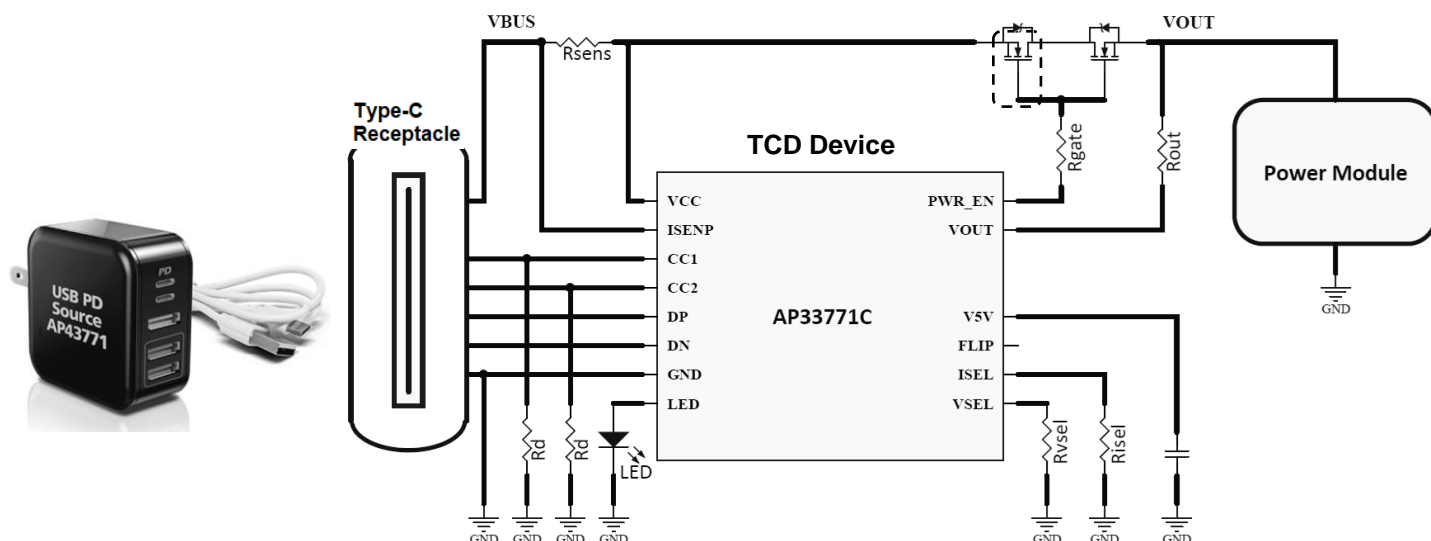 VBUS
VOUT
Rsens
Type-C
Receptacle
TCD Device
Rgate
Rout
Power Module
VCC
PWR_EN
ISENP
VOUT
CC1
CC2
DP
AP33771C
V5V
DN
FLIP
GND
ISEL
LED
VSEL
GND
PD
USB PD
Source
AP43771
Rd
Rd
LED
Rvsel
Risel
GND
GND
GND
GND
GND
GND
GND